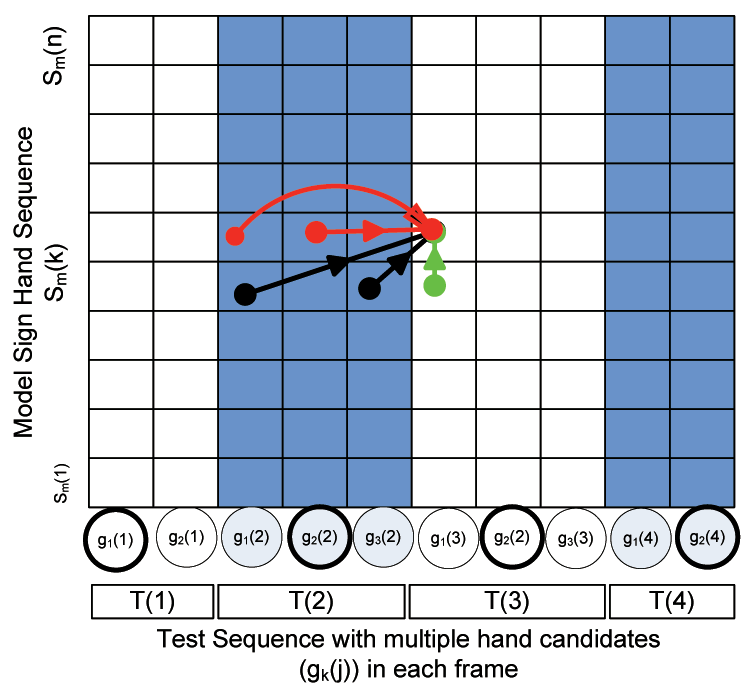 Sm(n)
Model Sign Hand Sequence
Sm(k)
Sm(1)
g1(1) g2(1) g1(2) g2(2) g3(2) g1(3) g2(2) g3(3) g1(4) g2(4)
T(1) T(2) T(3) T(4)
Test Sequence with multiple hand candidates
(gk(j)) in each frame